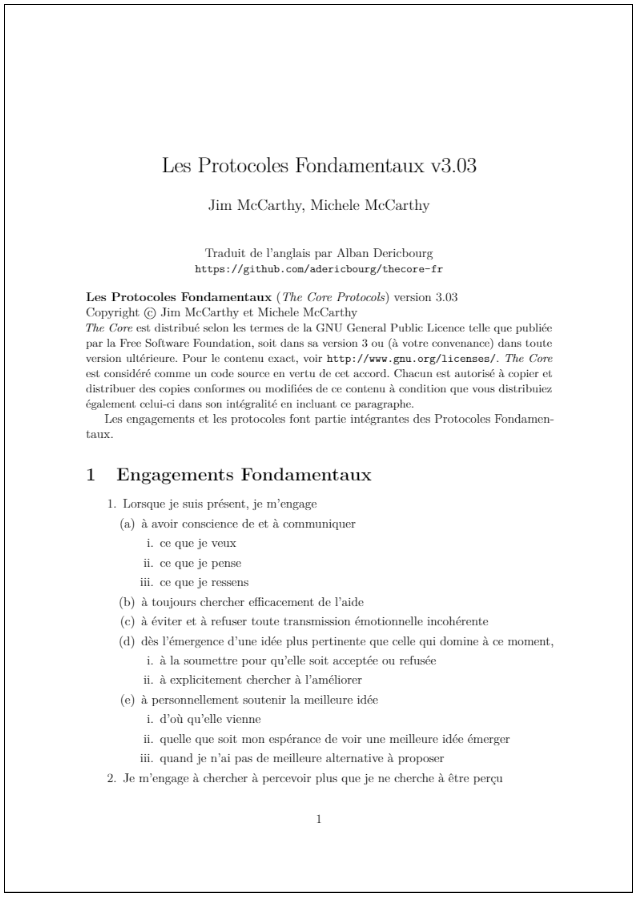 Les Protocoles Fondamentaux v3.03
Jim McCarthy, Michele McCarthy
Traduit de l'anglais par Alban Dericbourg
https://github.com/adericbourg/thecore-fr
Les Protocoles Fondamentaux (The Core Protocols) version 3.03
Copyright © Jim McCarthy et Michele McCarthy
The Core est distribué selon les termes de la GNU General Public Licence telle que publiée
par la Free Software Foundation, soit dans sa version 3 ou (à votre convenance) dans toute
version ultérieure. Pour le contenu exact, voir http://www.gnu.org/licenses/. The Core
est considéré comme un code source en vertu de cet accord. Chacun est autorisé à copier et
distribuer des copies conformes ou modifiées de ce contenu à condition que vous distribuiez
également celui-ci dans son intégralité en incluant ce paragraphe.
Les engagements et les protocoles font partie intégrantes des Protocoles Fondamen-
taux.
1 Engagements Fondamentaux
1. Lorsque je suis présent, je m'engage
(a) à avoir conscience de et à communiquer
i. ce que je veux
ii. ce que je pense
iii. ce que je ressens
(b) à toujours chercher efficacement de l'aide
(c) à éviter et à refuser toute transmission émotionnelle incohérente
(d) dès l'émergence d'une idée plus pertinente que celle qui domine à ce moment,
i. à la soumettre pour qu'elle soit acceptée ou refusée
ii. à explicitement chercher à l'améliorer
(e) à personnellement soutenir la meilleure idée
i. d'où qu'elle vienne
ii. quelle que soit mon espérance de voir une meilleure idée émerger
iii. quand je n'ai pas de meilleure alternative à proposer
2. Je m'engage à chercher à percevoir plus que je ne cherche à être perçu
1